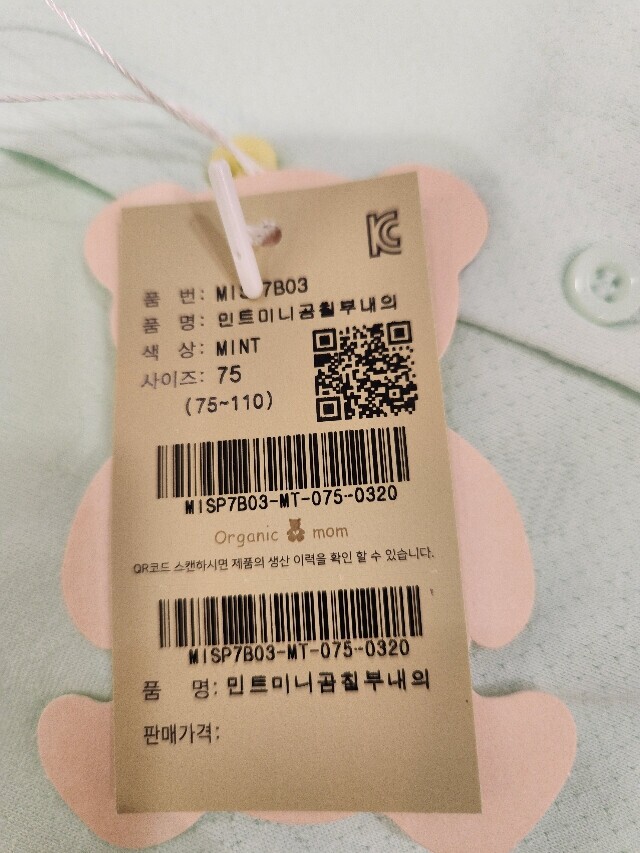 KC
품 번: MISP7B03
품 명: 민트미니곰칠부내의
색 상: MINT
사이즈: 75
(75~110)
MISP7B03-MT-075-0320
Organic mom
QR코드 스캔하시면 제품의 생산 이력을 확인 할 수 있습니다.
MISP7B03-MT-075-0320
품 명: 민트미니곰칠부내의
판매가격: